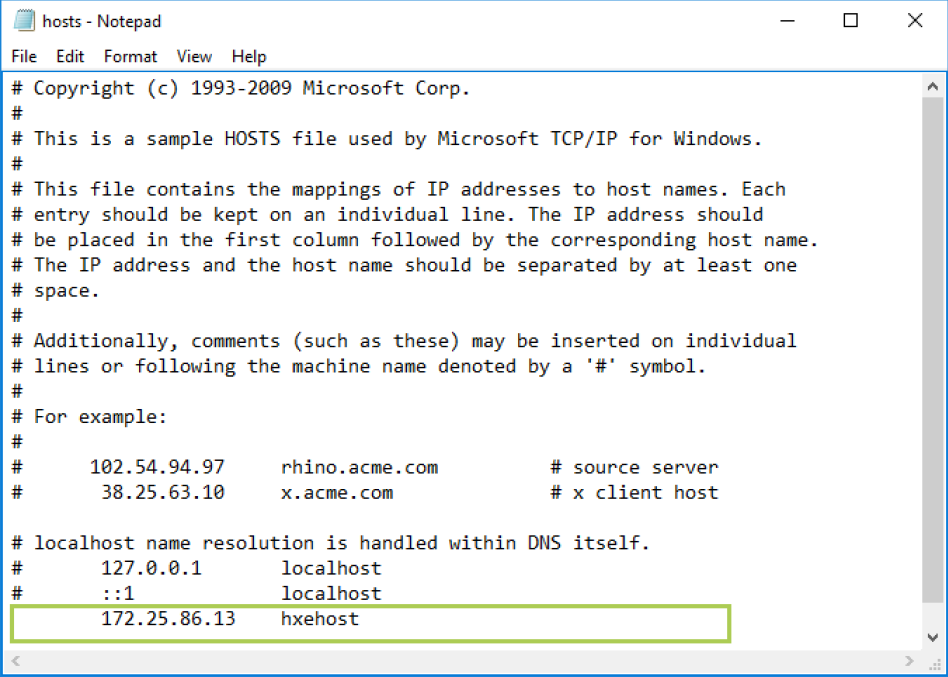 hosts - Notepad
File Edit Format View Help
# Copyright (c) 1993-2009 Microsoft Corp.
#
# This is a sample HOSTS file used by Microsoft TCP/IP for Windows.
#
# This file contains the mappings of IP addresses to host names. Each
# entry should be kept on an individual line. The IP address should
# be placed in the first column followed by the corresponding host name.
# The IP address and the host name should be separated by at least one
# space.
#
# Additionally, comments (such as these) may be inserted on individual
# lines or following the machine name denoted by a '#' symbol.
#
# For example:
#
#      102.54.94.97     rhino.acme.com          # source server
#       38.25.63.10     x.acme.com              # x client host

# localhost name resolution is handled within DNS itself.
#       127.0.0.1       localhost
#       ::1             localhost
        172.25.86.13    hxehost